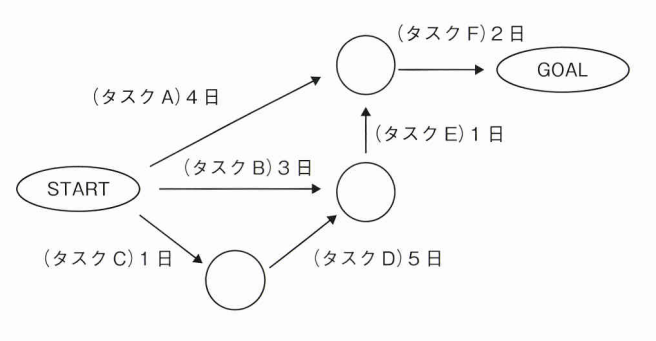 (タスクF)2日
GOAL
(タスクA)4日
(タスクE)1日
(タスクB)3日
START
(タスクC)1日
(タスクD)5日